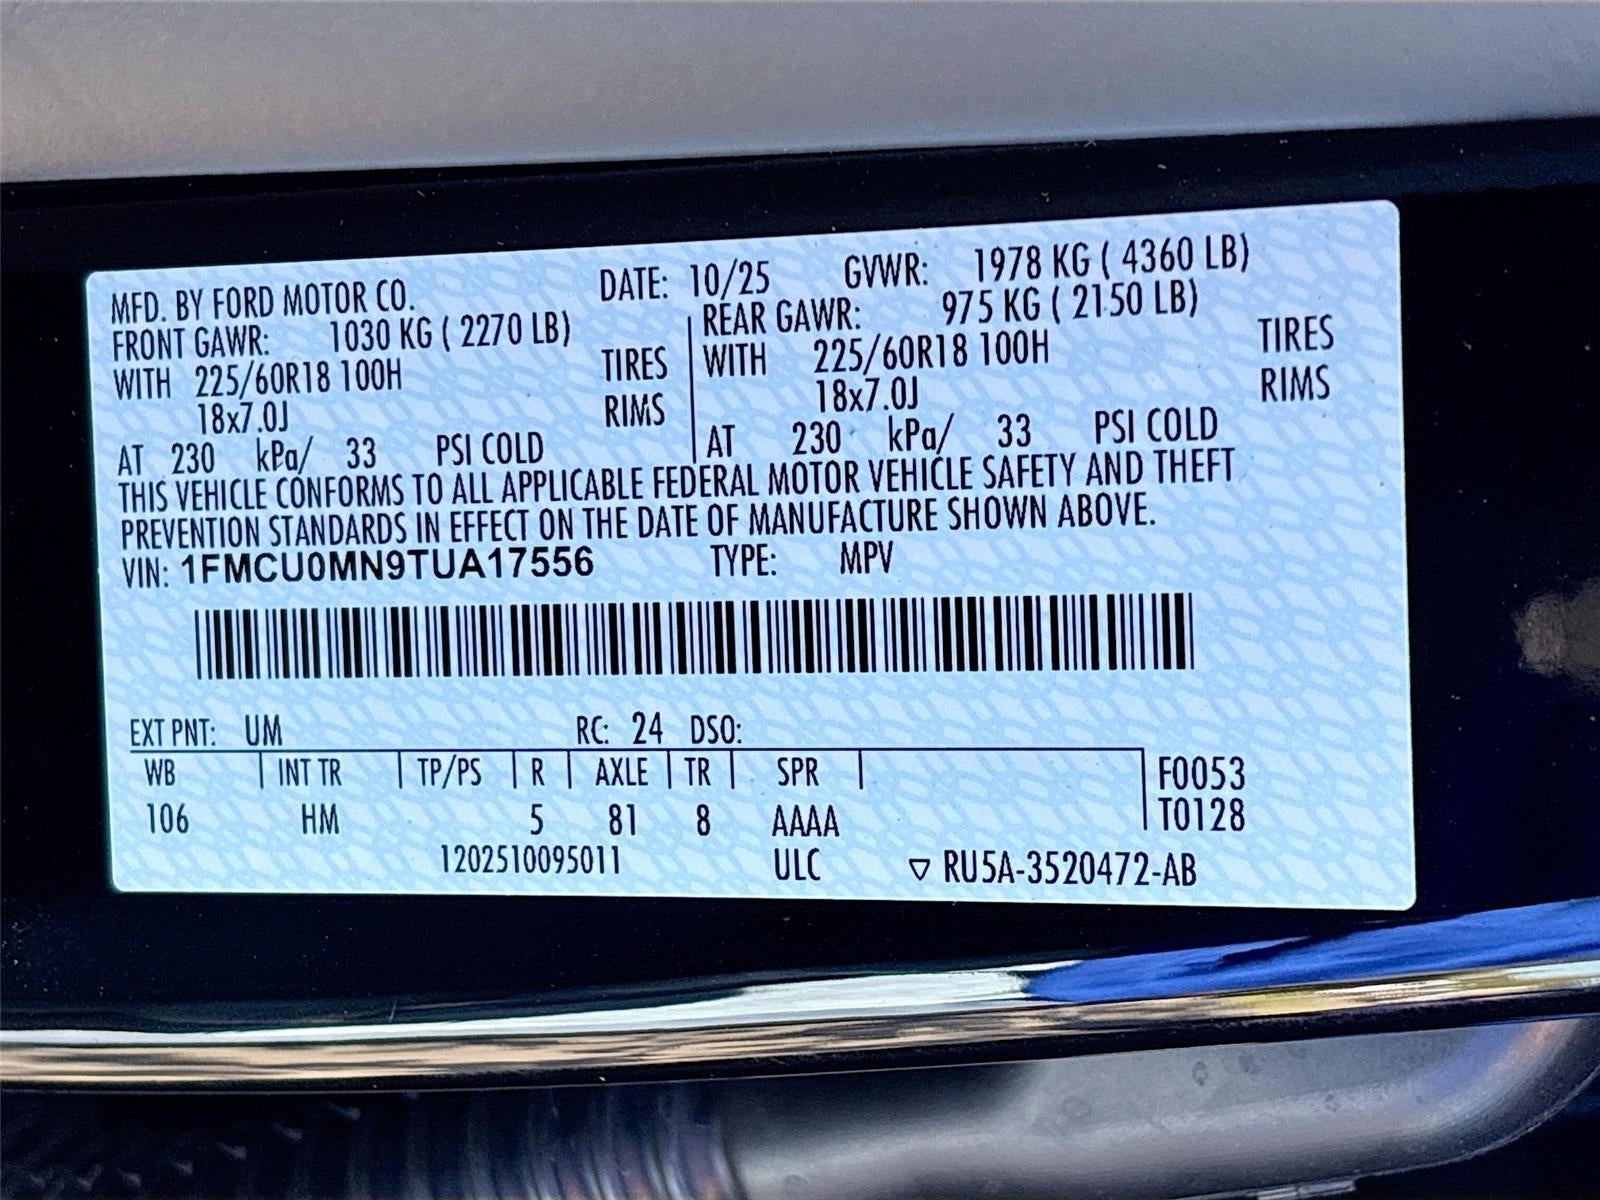 MFD. BY FORD MOTOR CO. DATE: 10/25 GVWR: 1978 KG ( 4360 LB)
FRONT GAWR: 1030 KG ( 2270 LB) REAR GAWR: 975 KG ( 2150 LB)
WITH 225/60R18 100H TIRES WITH 225/60R18 100H TIRES
18x7.0J RIMS 18x7.0J RIMS
AT 230 kPa/ 33 PSI COLD AT 230 kPa/ 33 PSI COLD
THIS VEHICLE CONFORMS TO ALL APPLICABLE FEDERAL MOTOR VEHICLE SAFETY AND THEFT
PREVENTION STANDARDS IN EFFECT ON THE DATE OF MANUFACTURE SHOWN ABOVE.
VIN: 1FMCU0MN9TUA17556 TYPE: MPV
EXT PNT: UM RC: 24 DSO:
WB INT TR TP/PS R AXLE TR SPR F0053
106 HM 5 81 8 AAAA T0128
1202510095011 ULC ▽ RU5A-3520472-AB